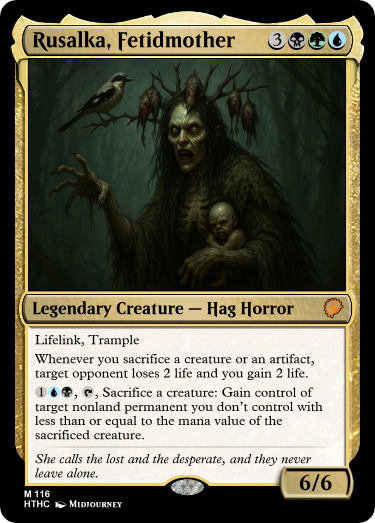 Rusalka, Fetidmother 3
Legendary Creature — Hag Horror
Lifelink, Trample
Whenever you sacrifice a creature or an artifact,
target opponent loses 2 life and you gain 2 life.
1, Sacrifice a creature: Gain control of
target nonland permanent you don't control with
less than or equal to the mana value of the
sacrificed creature.
She calls the lost and the desperate, and they never
leave alone.
6/6
M 116
HTHC Midjourney